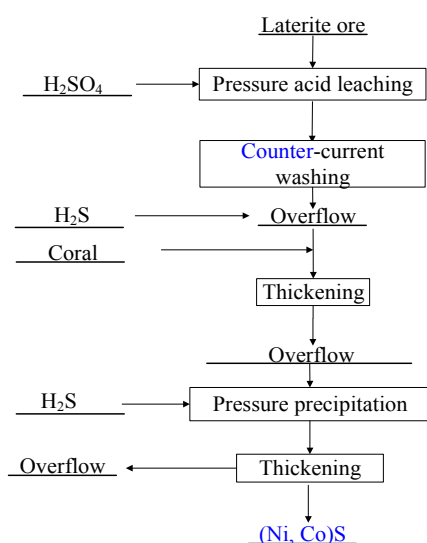 Laterite ore
H₂SO₄
Pressure acid leaching
Counter-current
washing
H₂S
Overflow
Coral
Thickening
Overflow
H₂S
Pressure precipitation
Overflow
Thickening
(Ni, Co)S